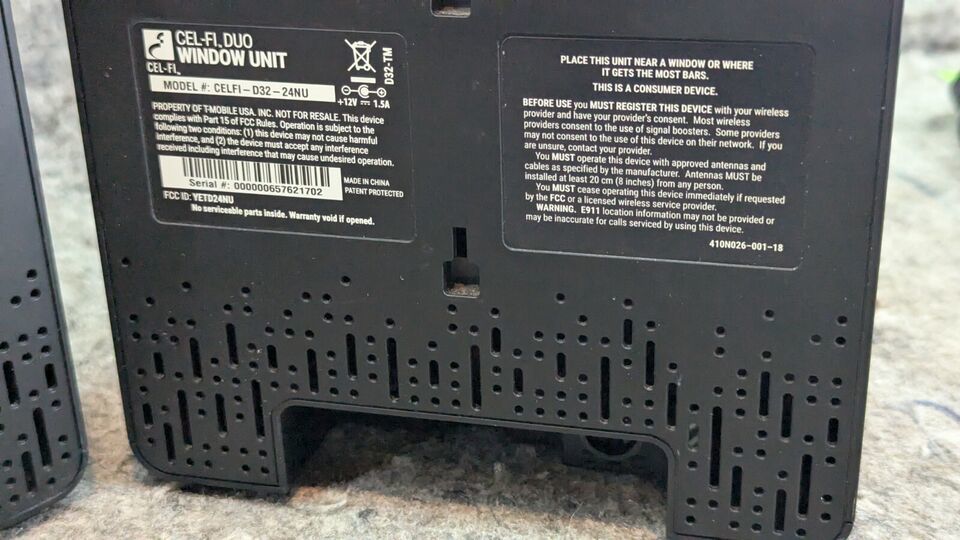 CEL-FI™ DUO
WINDOW UNIT
CEL-FI™
D32-TM
MODEL #: CELFI-D32-24NU
+12V 1.5A
PROPERTY OF T-MOBILE USA. INC. NOT FOR RESALE. This device
complies with Part 15 of FCC Rules. Operation is subject to the
following two conditions: (1) this device may not cause harmful
interference, and (2) the device must accept any interference
received including interference that may cause undesired operation.
Serial #: 000000657621702
MADE IN CHINA
PATENT PROTECTED
FCC ID: YETD24NU
No serviceable parts inside. Warranty void if opened.
PLACE THIS UNIT NEAR A WINDOW OR WHERE
IT GETS THE MOST BARS.
THIS IS A CONSUMER DEVICE.
BEFORE USE you MUST REGISTER THIS DEVICE with your wireless
provider and have your provider's consent. Most wireless
providers consent to the use of signal boosters. Some providers
may not consent to the use of this device on their network. If you
are unsure, contact your provider.
You MUST operate this device with approved antennas and
cables as specified by the manufacturer. Antennas MUST be
installed at least 20 cm (8 inches) from any person.
You MUST cease operating this device immediately if requested
by the FCC or a licensed wireless service provider.
WARNING. E911 location information may not be provided or
may be inaccurate for calls serviced by using this device.
410N026-001-18